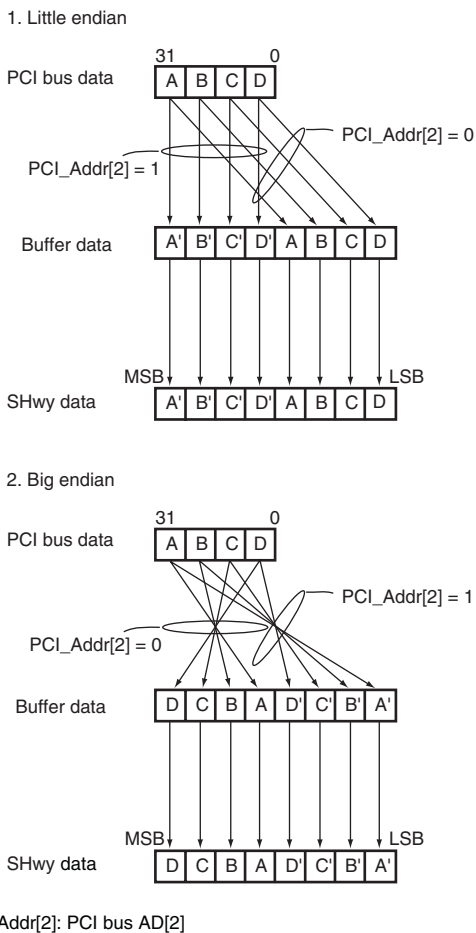 1. Little endian
31 0
PCI bus data A B C D
PCI_Addr[2] = 0
PCI_Addr[2] = 1
Buffer data A' B' C' D' A B C D
MSB LSB
SHwy data A' B' C' D' A B C D
2. Big endian
31 0
PCI bus data A B C D
PCI_Addr[2] = 1
PCI_Addr[2] = 0
Buffer data D C B A D' C' B' A'
MSB LSB
SHwy data D C B A D' C' B' A'
Addr[2]: PCI bus AD[2]